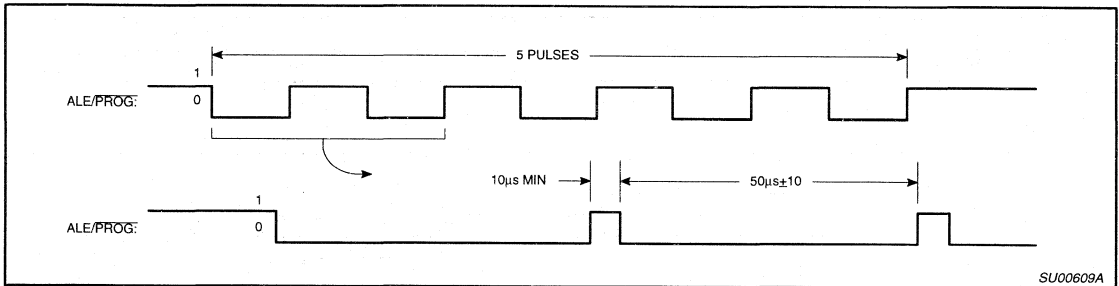 5 PULSES
1
ALE/PROG:
0
10μs MIN
50μs±10
1
ALE/PROG:
0
SU00609A